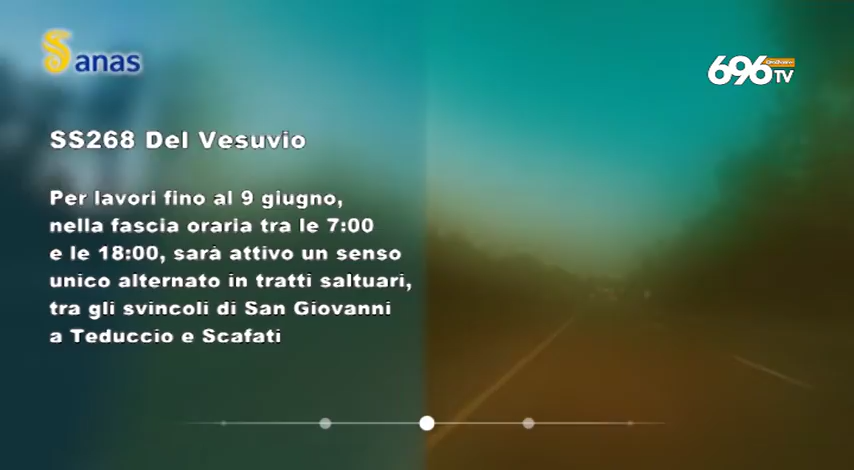 anas
696 TV
SS268 Del Vesuvio
Per lavori fino al 9 giugno,
nella fascia oraria tra le 7:00
e le 18:00, sarà attivo un senso
unico alternato in tratti saltuari,
tra gli svincoli di San Giovanni
a Teduccio e Scafati